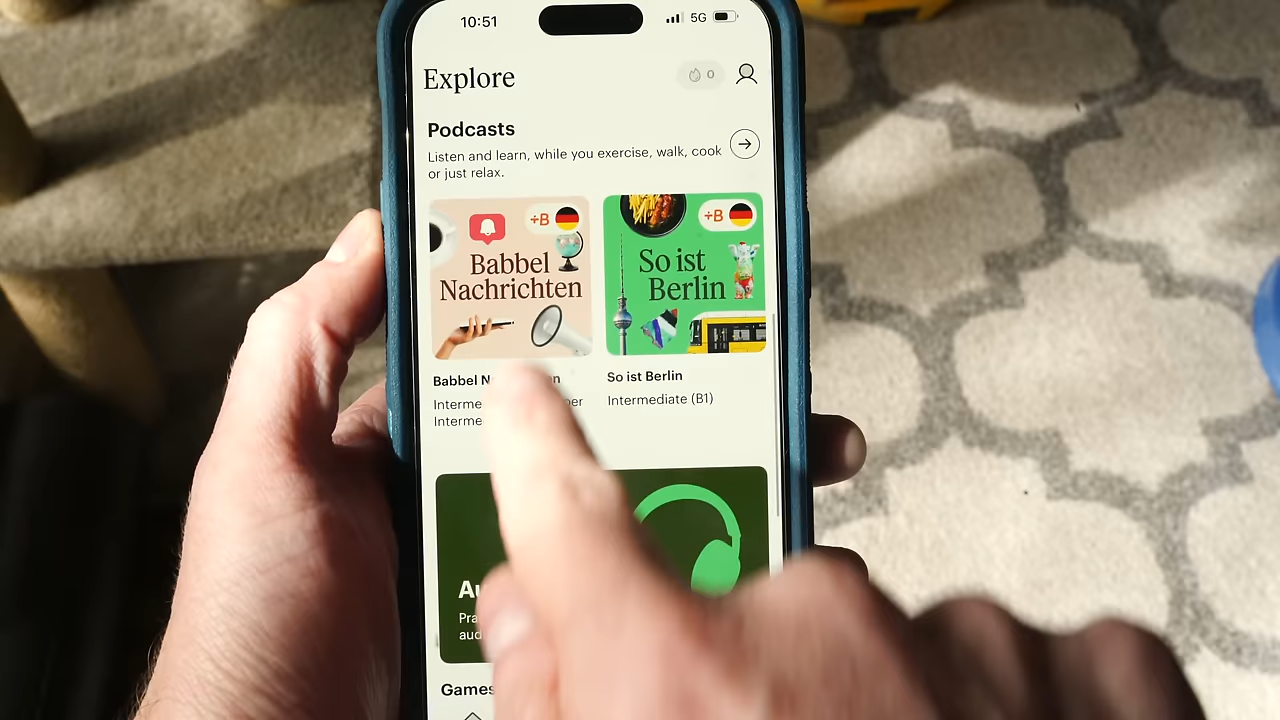 10:51
5G
Explore
0
Podcasts
Listen and learn, while you exercise, walk, cook
or just relax.
÷B
÷B
Babbel
Nachrichten
So ist
Berlin
Babbel
So ist Berlin
Intermediate (B1)
Games